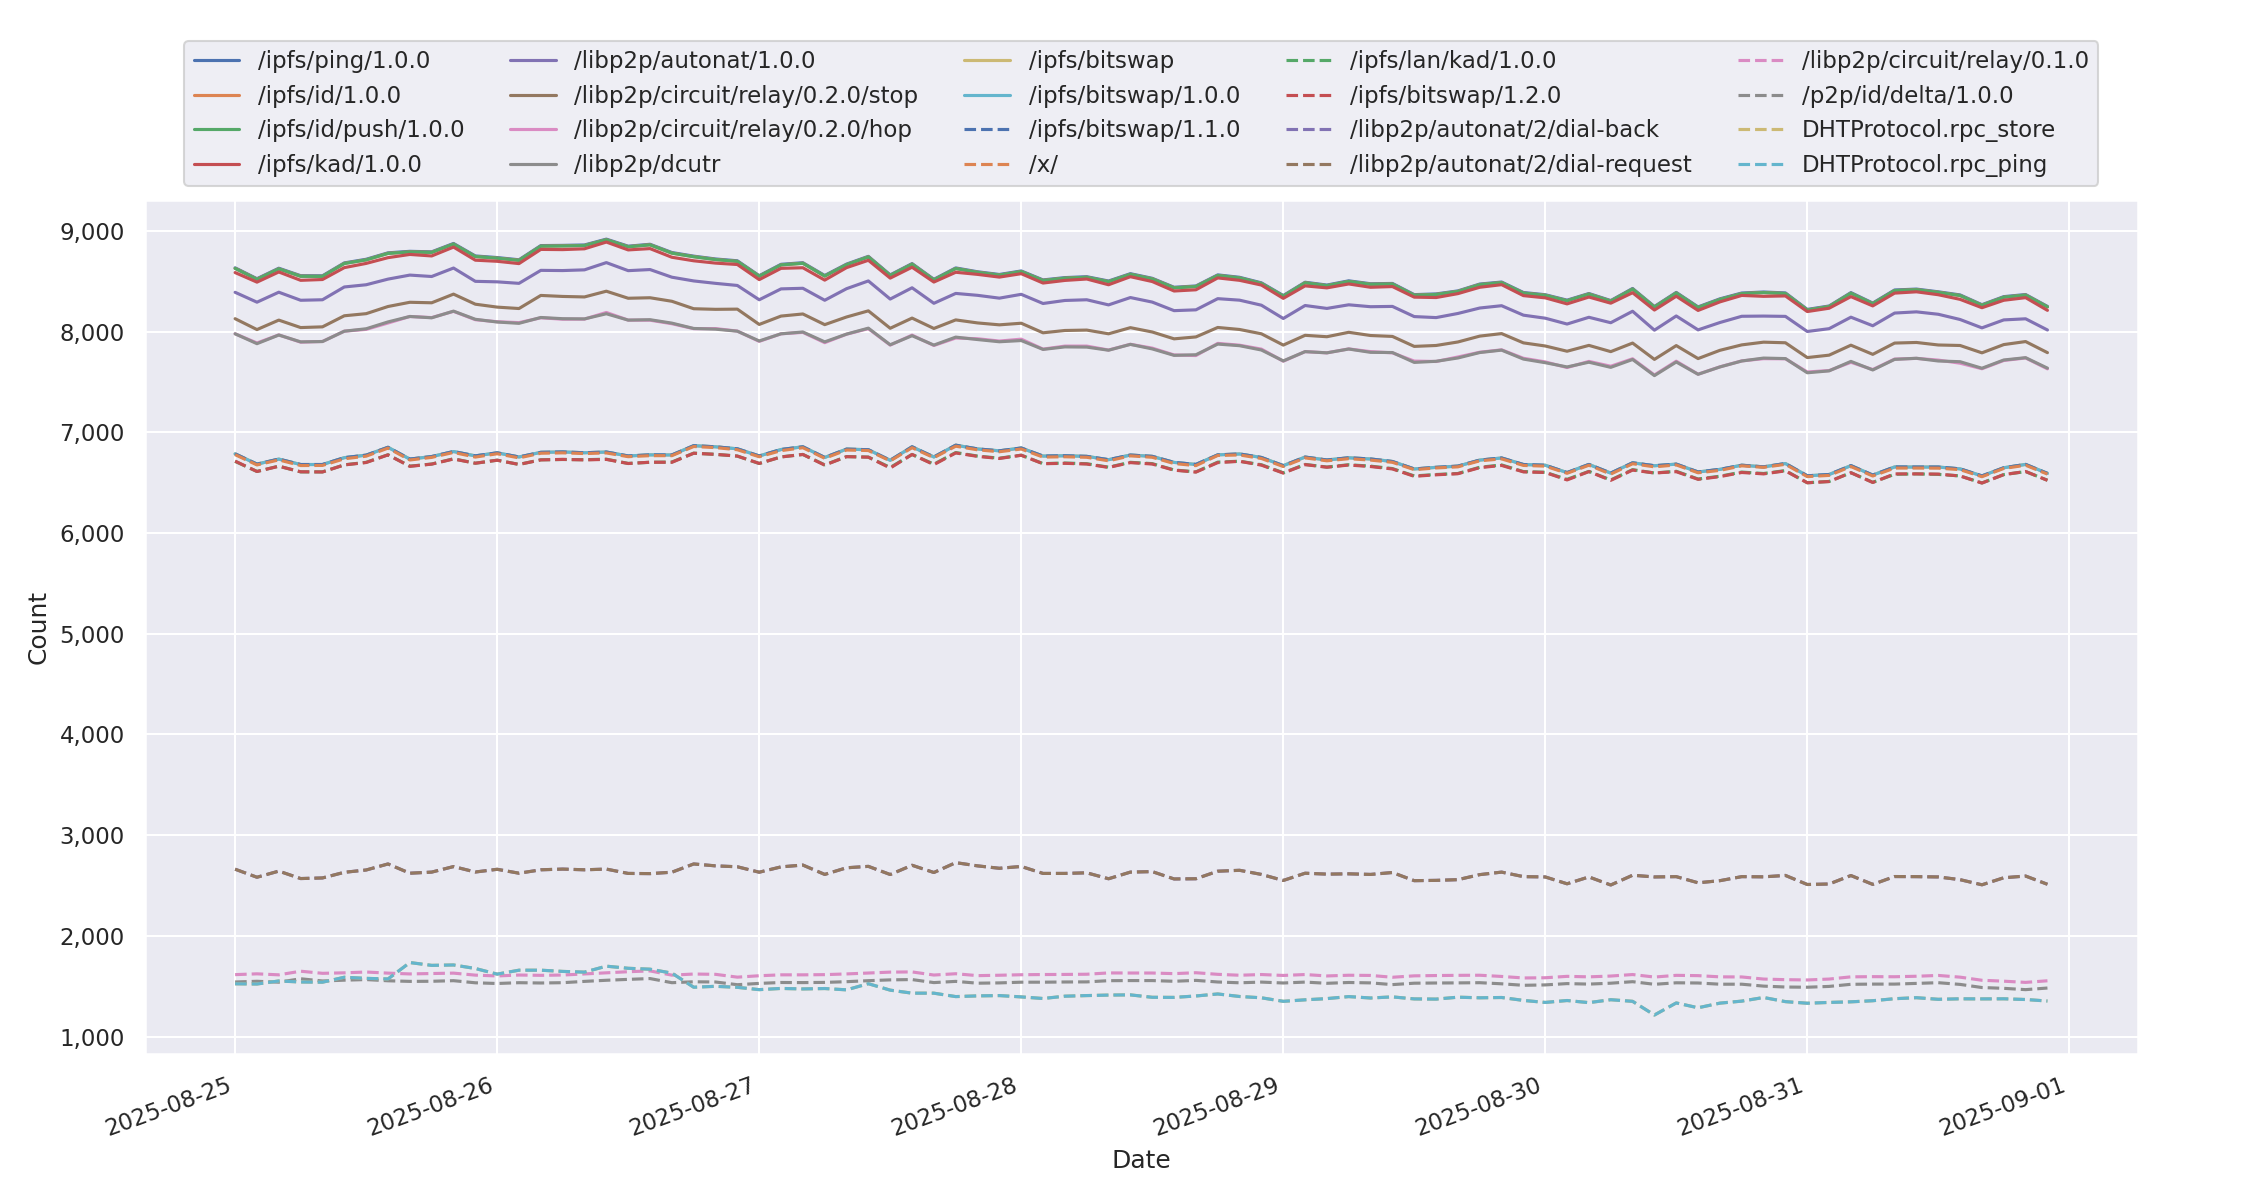 /ipfs/ping/1.0.0
/ipfs/id/1.0.0
/ipfs/id/push/1.0.0
/ipfs/kad/1.0.0
/libp2p/autonat/1.0.0
/libp2p/circuit/relay/0.2.0/stop
/libp2p/circuit/relay/0.2.0/hop
/libp2p/dcutr
/ipfs/bitswap
/ipfs/bitswap/1.0.0
/ipfs/bitswap/1.1.0
/x/
/ipfs/lan/kad/1.0.0
/ipfs/bitswap/1.2.0
/libp2p/autonat/2/dial-back
/libp2p/autonat/2/dial-request
/libp2p/circuit/relay/0.1.0
/p2p/id/delta/1.0.0
DHTProtocol.rpc_store
DHTProtocol.rpc_ping
9,000
8,000
7,000
6,000
5,000
4,000
3,000
2,000
1,000
Count
2025-08-25
2025-08-26
2025-08-27
2025-08-28
2025-08-29
2025-08-30
2025-08-31
2025-09-01
Date